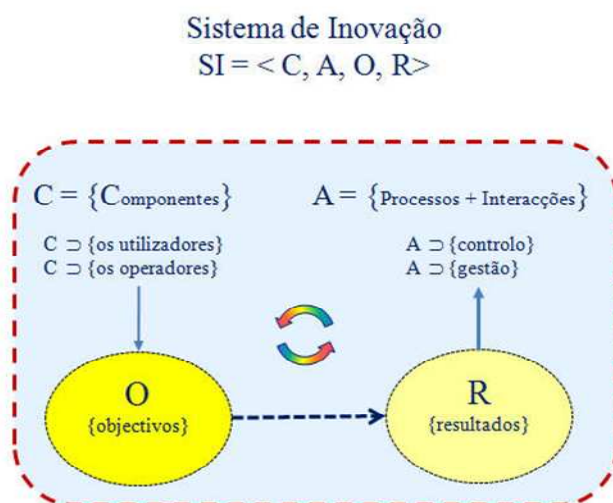 Sistema de Inovação
SI = < C, A, O, R>
C = {Componentes}
C ⊃ {os utilizadores}
C ⊃ {os operadores}
A = {Processos + Interacções}
A ⊃ {controlo}
A ⊃ {gestão}
O
{objectivos}
R
{resultados}